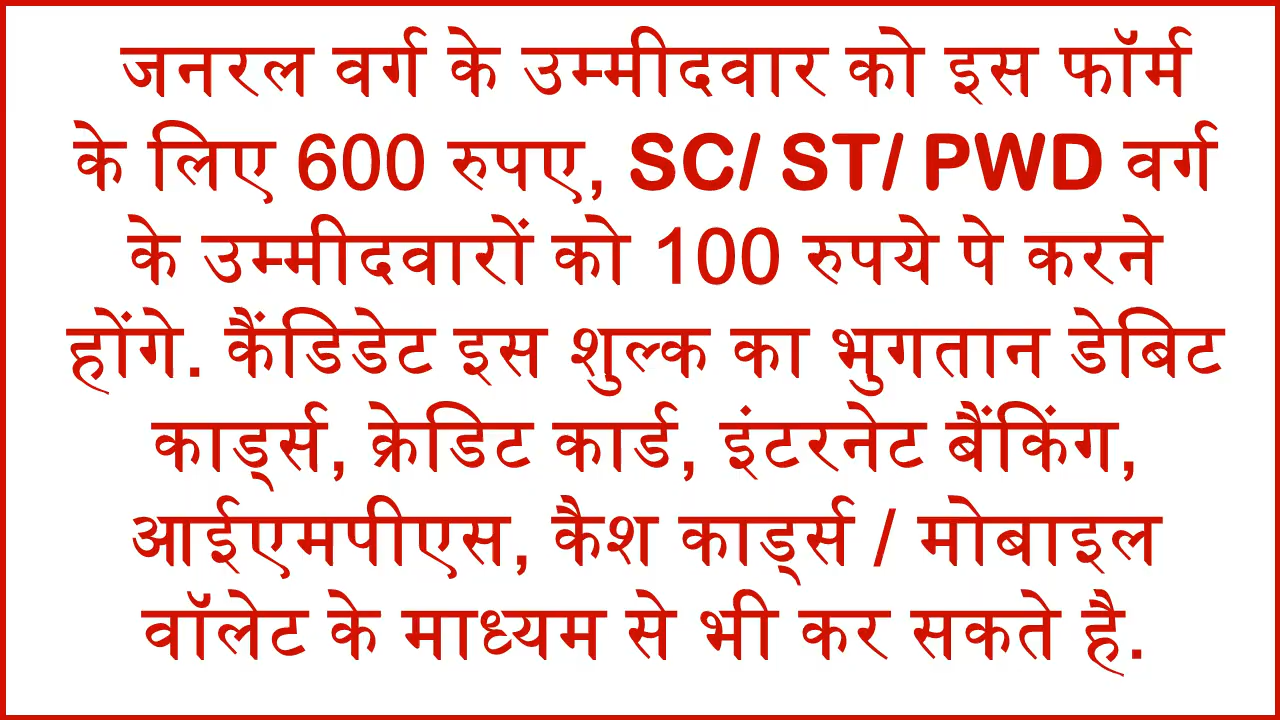 जनरल वर्ग के उम्मीदवार को इस फॉर्म
के लिए 600 रुपए, SC/ ST/ PWD वर्ग
के उम्मीदवारों को 100 रुपये पे करने
होंगे. कैंडिडेट इस शुल्क का भुगतान डेबिट
कार्ड्स, क्रेडिट कार्ड, इंटरनेट बैंकिंग,
आईएमपीएस, कैश कार्ड्स / मोबाइल
वॉलेट के माध्यम से भी कर सकते है.